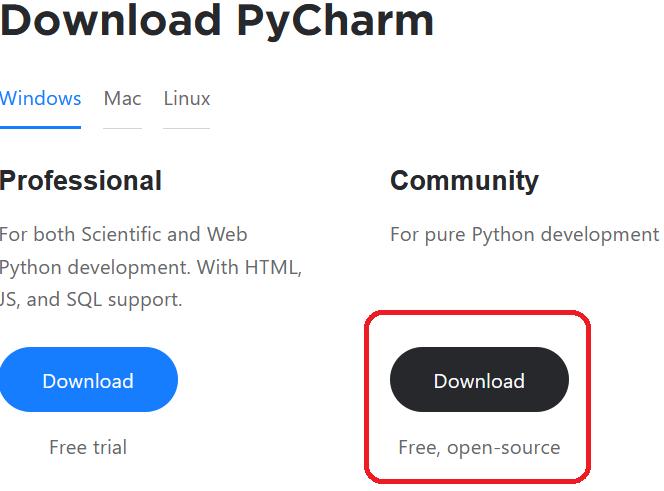 Download PyCharm
Windows Mac Linux
Professional
For both Scientific and Web
Python development. With HTML,
JS, and SQL support.
Download
Free trial
Community
For pure Python development
Download
Free, open-source